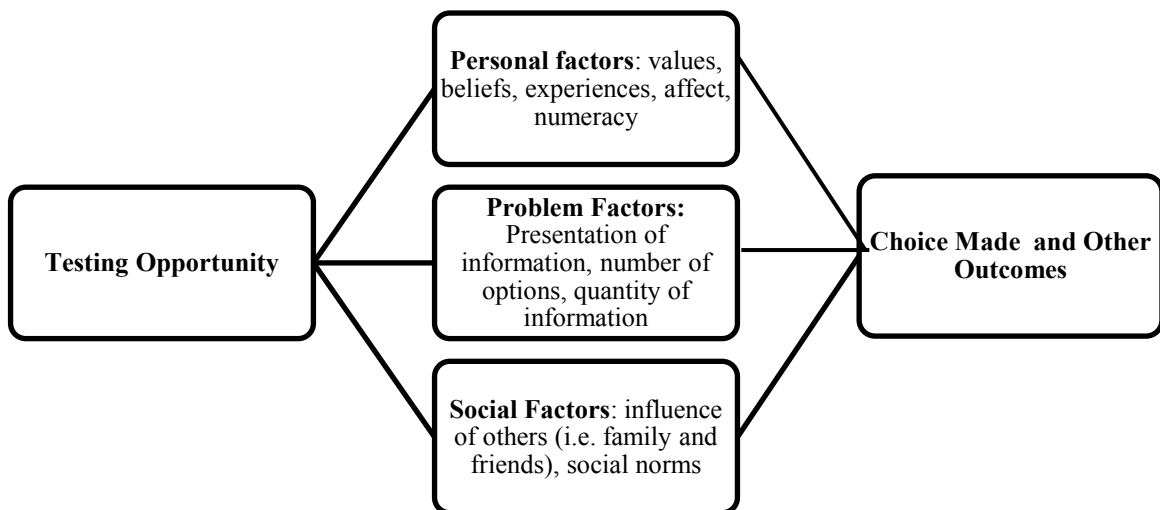 Personal factors: values,
beliefs, experiences, affect,
numeracy
Testing Opportunity
Problem Factors:
Presentation of
information, number of
options, quantity of
information
Social Factors: influence
of others (i.e. family and
friends), social norms
Choice Made and Other
Outcomes